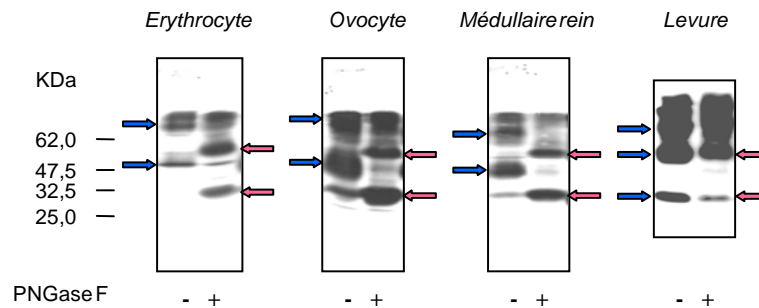 Erythrocyte Ovocyte Médullaire rein Levure
KDa
62,0
47,5
32,5
25,0
PNGase F - + - + - + - +